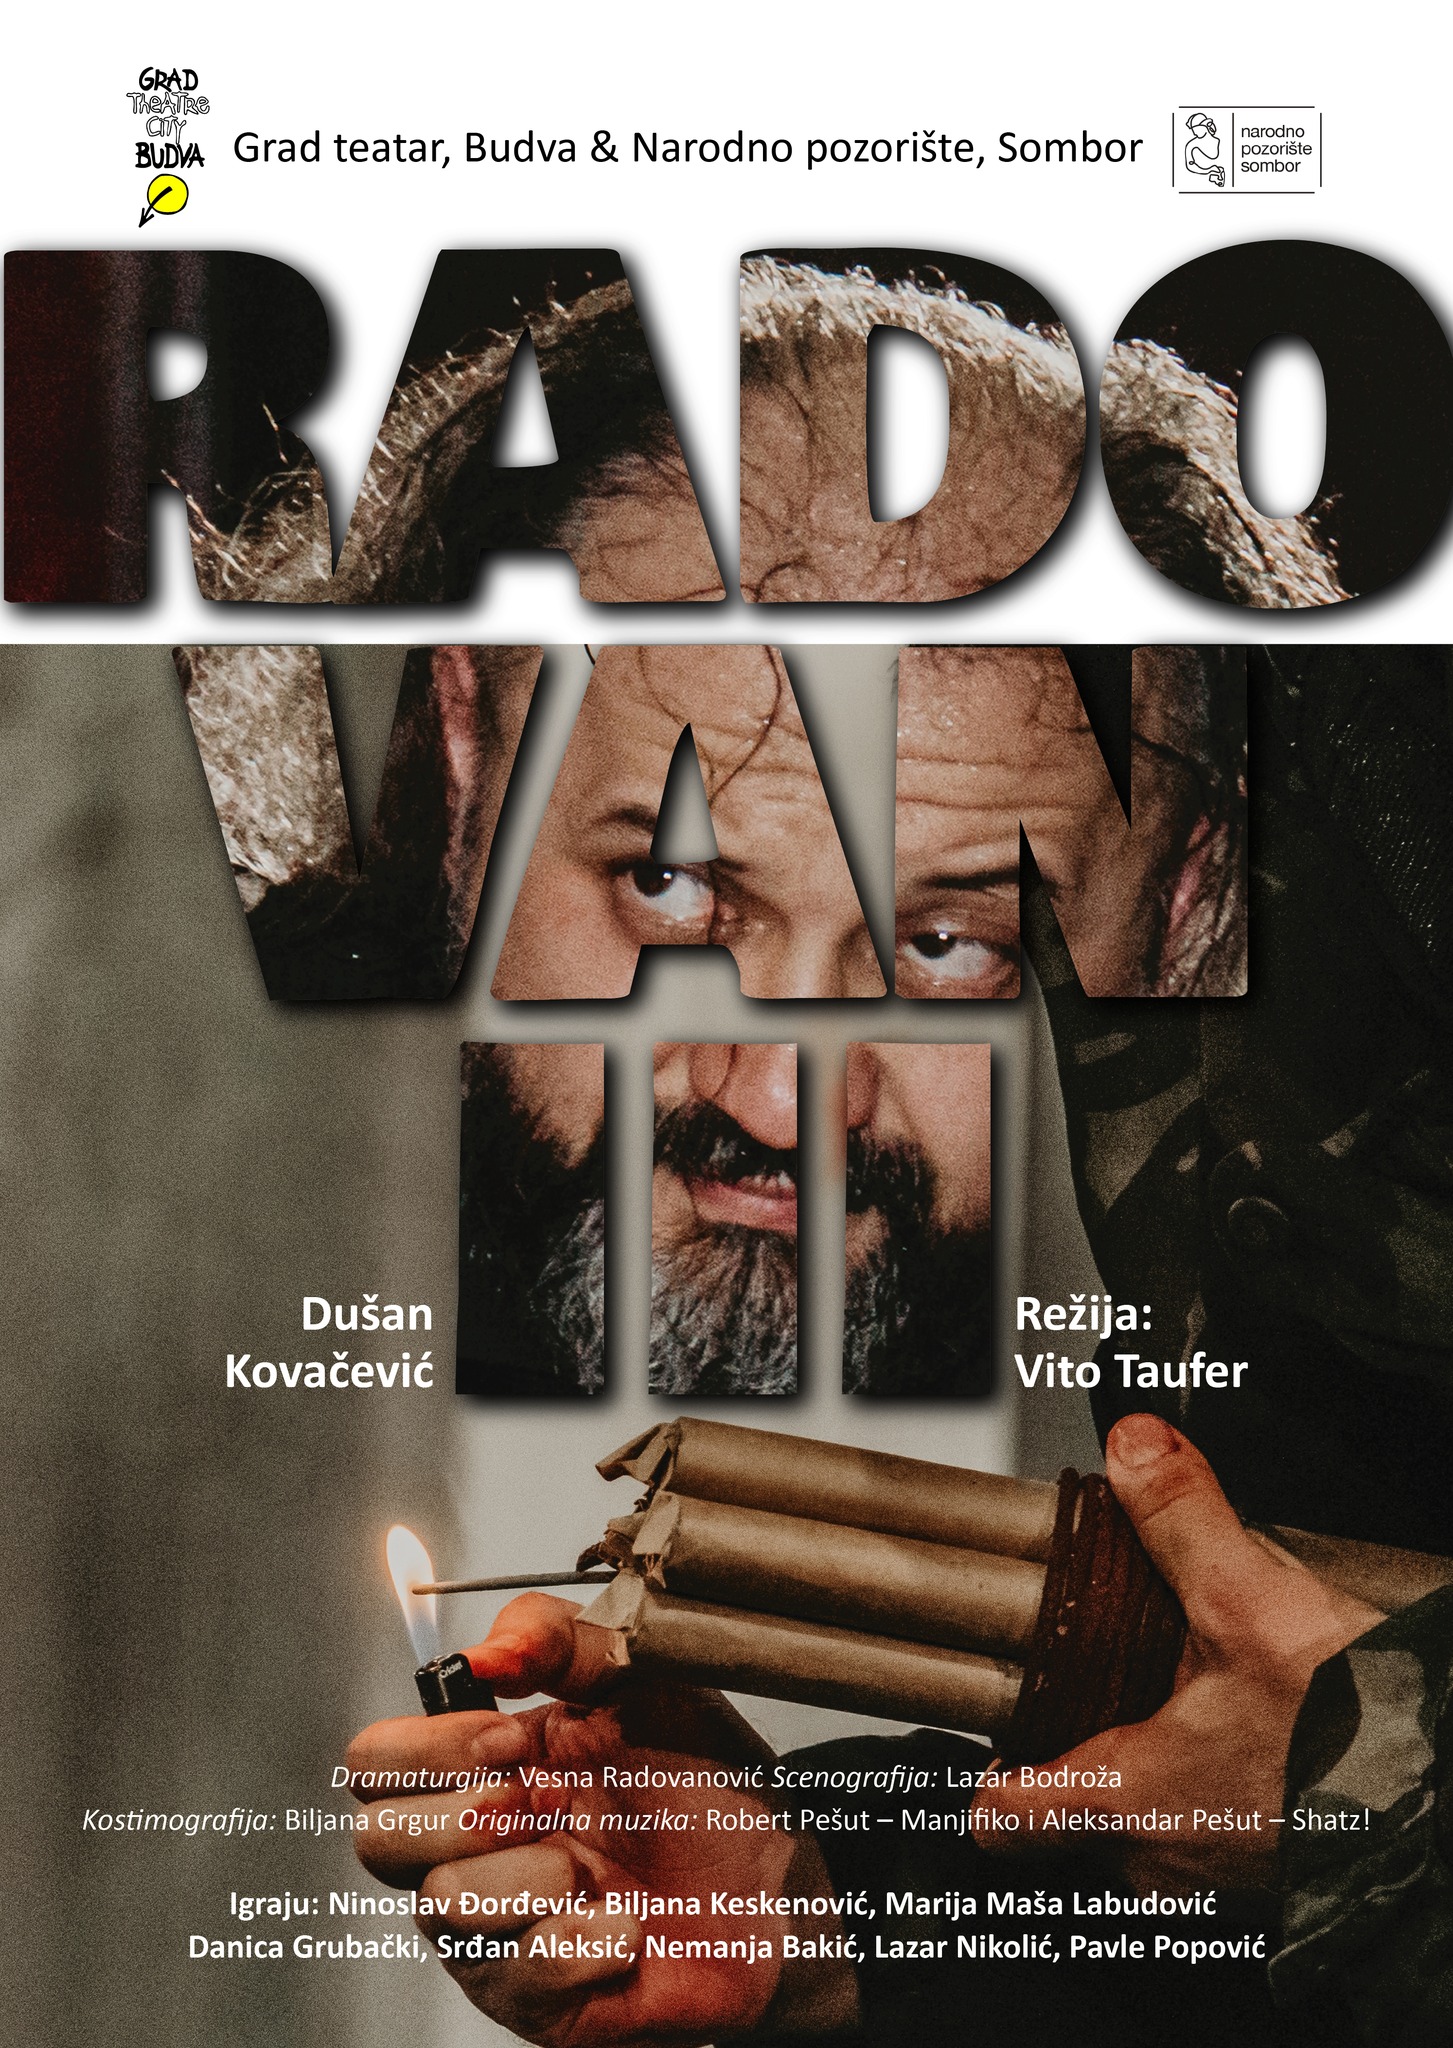 GRAD
THEATRE
CITY
BUDVA
Grad teatar, Budva & Narodno pozorište, Sombor
narodno
pozorište
sombor
RADO
VAN
III
Dušan
Kovačević
Režija:
Vito Taufer
Cricket
Dramaturgija: Vesna Radovanović Scenografija: Lazar Bodroža
Kostimografija: Biljana Grgur Originalna muzika: Robert Pešut – Manjifiko i Aleksandar Pešut – Shatz!
Igraju: Ninoslav Đorđević, Biljana Keskenović, Marija Maša Labudović
Danica Grubački, Srđan Aleksić, Nemanja Bakić, Lazar Nikolić, Pavle Popović